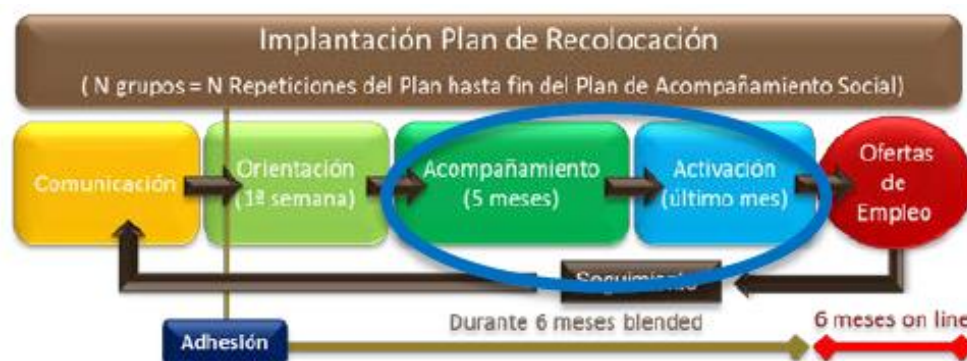 Implantación Plan de Recolocación
( N grupos = N Repeticiones del Plan hasta fin del Plan de Acompañamiento Social)
Comunicación
Orientación
(1ª semana)
Acompañamiento
(5 meses)
Activación
(último mes)
Ofertas
de
Empleo
Seguimiento
Durante 6 meses blended
6 meses on line
Adhesión